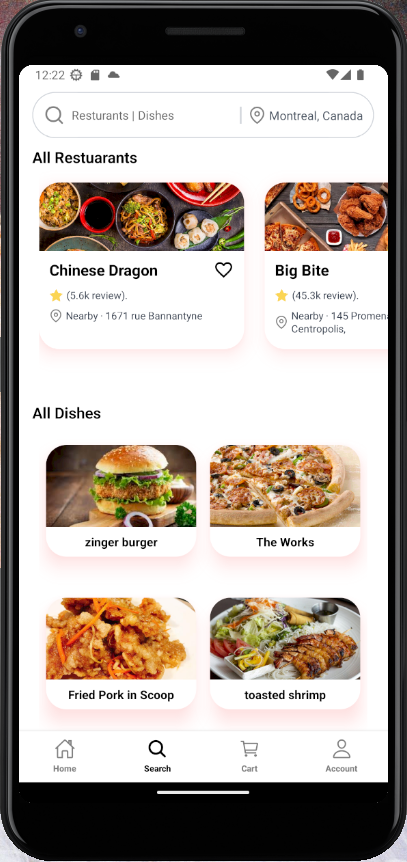 12:22
Resturants | Dishes
Montreal, Canada
All Restuarants
Chinese Dragon
(5.6k review).
Nearby · 1671 rue Bannantyne
Big Bite
(45.3k review).
Nearby · 145 Promena
Centropolis,
All Dishes
zinger burger
The Works
Fried Pork in Scoop
toasted shrimp
Home
Search
Cart
Account